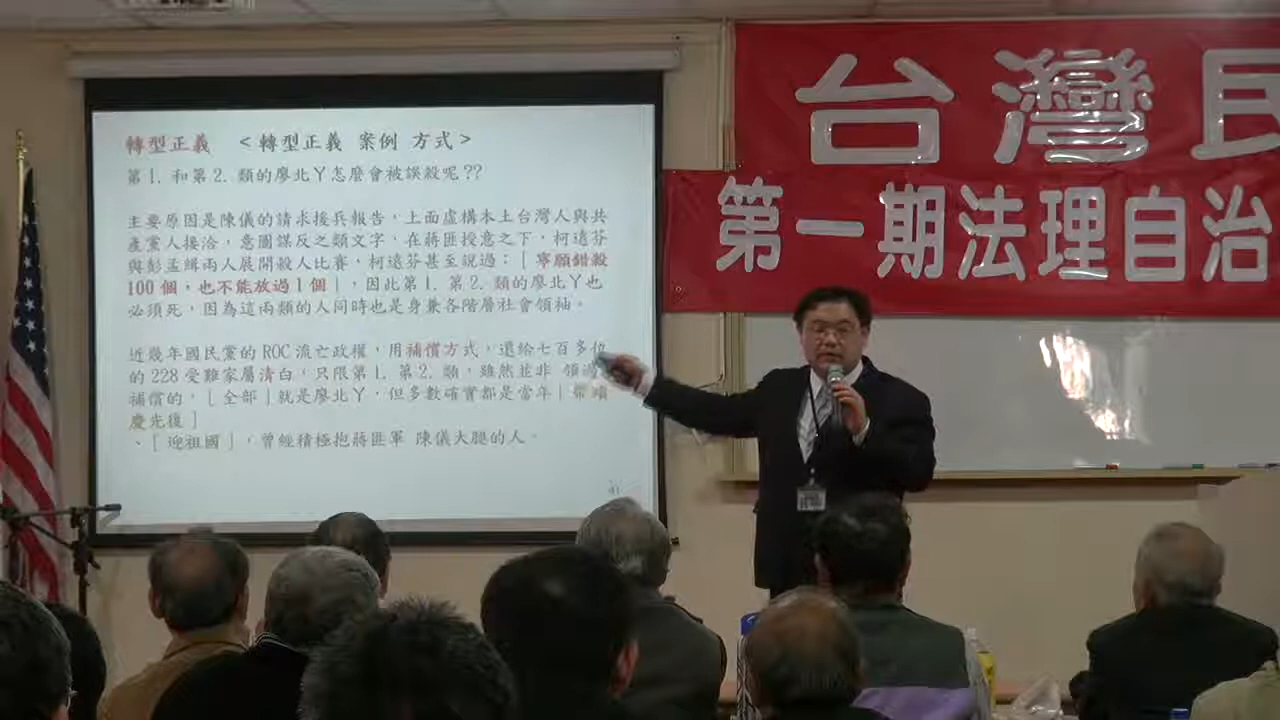 轉型正義 <轉型正義 案例 方式>
第1. 和第2. 類的廖北ㄚ怎麼會被誤殺呢??
主要原因是陳儀的請求援兵報告，上面虛構本土台灣人與共
產黨人接洽，意圖謀反之類文字，在蔣匪授意之下，柯遠芬
與彭孟緝兩人展開殺人比賽，柯遠芬甚至說過：「寧願錯殺
100個，也不能放過1個」，因此第1. 第2. 類的廖北ㄚ也
必須死，因為這兩類的人同時也是身兼各階層社會領袖。
近幾年國民黨的ROC流亡政權，用補償方式，還給七百多位
的228受難家屬清白，只限第1. 第2. 類，雖然並非 領過
補償的，「全部」就是廖北ㄚ，但多數確實都是當年「帶頭
慶光復」
、「迎祖國」，曾經積極抱蔣匪軍 陳儀大腿的人。
台灣民
第一期法理自治